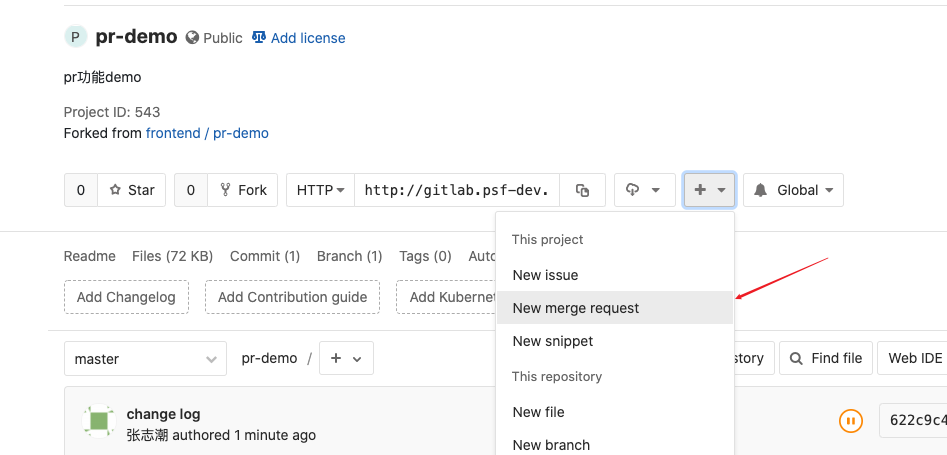 P pr-demo Public Add license
pr功能demo
Project ID: 543
Forked from frontend / pr-demo
0 Star 0 Fork HTTP http://gitlab.psf-dev. Global
This project
Readme Files (72 KB) Commit (1) Branch (1) Tags (0) Auto
New issue
Add Changelog Add Contribution guide Add Kubernet
New merge request
New snippet
master pr-demo / + story Find file Web IDE
This repository
change log
New file
622c9c4
张志潮 authored 1 minute ago
New branch